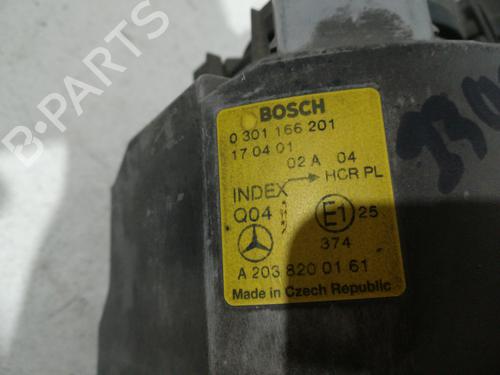 BOSCH
0 301 166 201
17 04 01
02 A 04
INDEX → HCR PL
Q04
E1 25
374
A 203 820 01 61
Made in Czech Republic